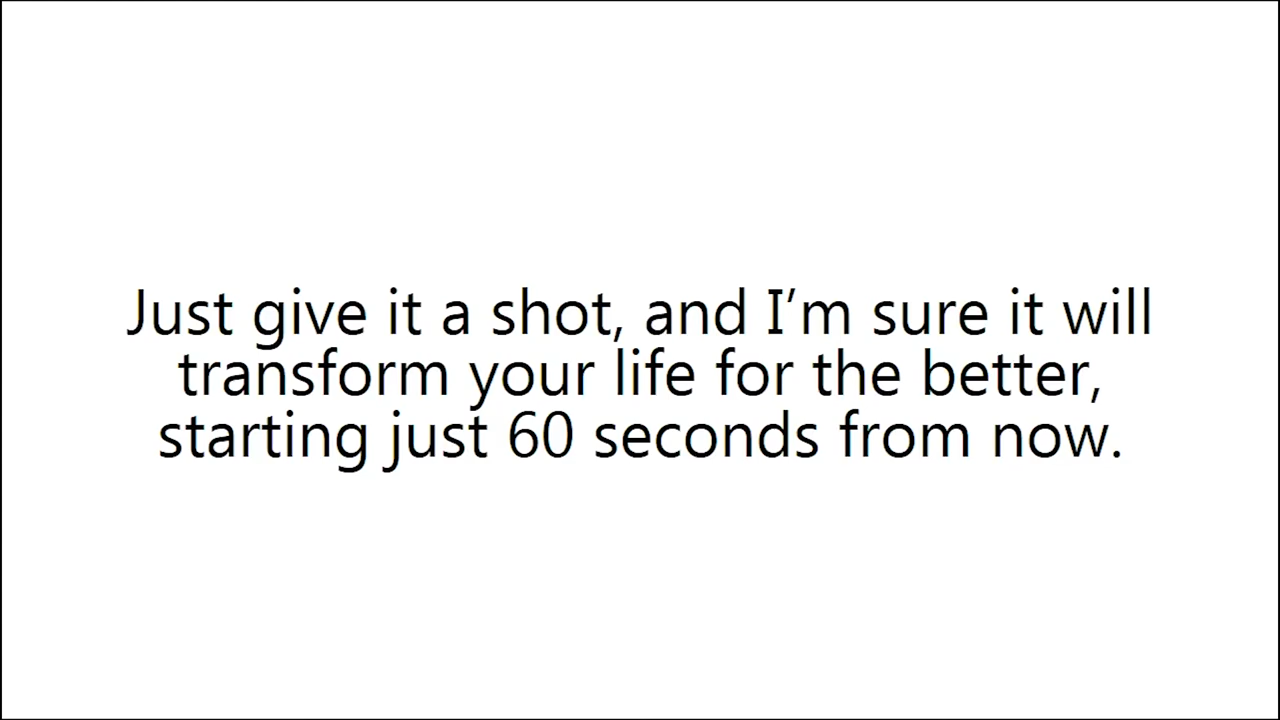 Just give it a shot, and I’m sure it will
transform your life for the better,
starting just 60 seconds from now.